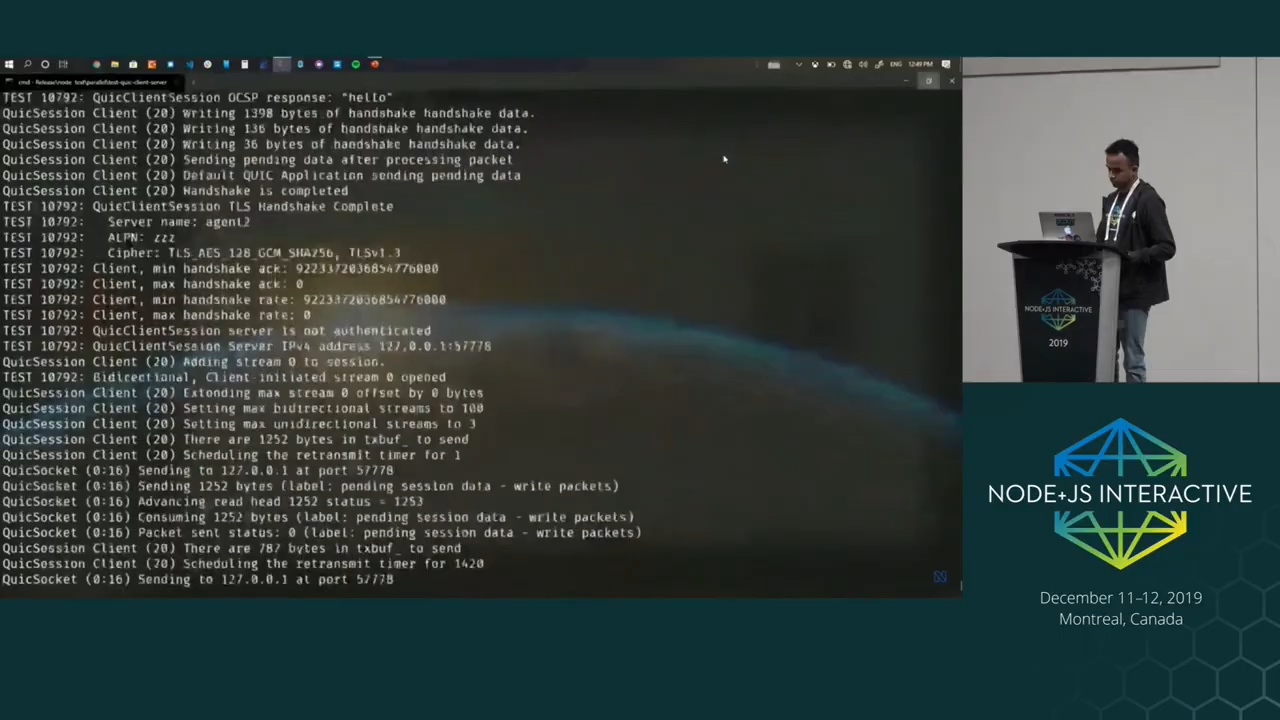 12:49 PM
ENG
cmd - Release\node test\parallel\test-quic-client-server
TEST 10792: QuicClientSession OCSP response: "hello"
QuicSession Client (20) Writing 1398 bytes of handshake handshake data.
QuicSession Client (20) Writing 136 bytes of handshake handshake data.
QuicSession Client (20) Writing 36 bytes of handshake handshake data.
QuicSession Client (20) Sending pending data after processing packet
QuicSession Client (20) Default QUIC Application sending pending data
QuicSession Client (20) Handshake is completed
TEST 10792: QuicClientSession TLS Handshake Complete
TEST 10792: Server name: agent2
TEST 10792: ALPN: zzz
TEST 10792: Cipher: TLS_AES_128_GCM_SHA256, TLSv1.3
TEST 10792: Client, min handshake ack: 9223372036854776000
TEST 10792: Client, max handshake ack: 0
TEST 10792: Client, min handshake rate: 9223372036854776000
TEST 10792: Client, max handshake rate: 0
TEST 10792: QuicClientSession server is not authenticated
TEST 10792: QuicClientSession Server IPv4 address 127.0.0.1:57778
QuicSession Client (20) Adding stream 0 to session.
TEST 10792: Bidirectional, Client-initiated stream 0 opened
QuicSession Client (20) Extending max stream 0 offset by 0 bytes
QuicSession Client (20) Setting max bidirectional streams to 100
QuicSession Client (20) Setting max unidirectional streams to 3
QuicSession Client (20) There are 1252 bytes in txbuf_ to send
QuicSession Client (20) Scheduling the retransmit timer for 1
QuicSocket (0:16) Sending to 127.0.0.1 at port 57778
QuicSocket (0:16) Sending 1252 bytes (label: pending session data - write packets)
QuicSocket (0:16) Advancing read head 1252 status = 1253
QuicSocket (0:16) Consuming 1252 bytes (label: pending session data - write packets)
QuicSocket (0:16) Packet sent status: 0 (label: pending session data - write packets)
QuicSession Client (20) There are 787 bytes in txbuf_ to send
QuicSession Client (20) Scheduling the retransmit timer for 1420
QuicSocket (0:16) Sending to 127.0.0.1 at port 57778
NODE+JS INTERACTIVE
2019
NODE+JS INTERACTIVE
December 11–12, 2019
Montreal, Canada